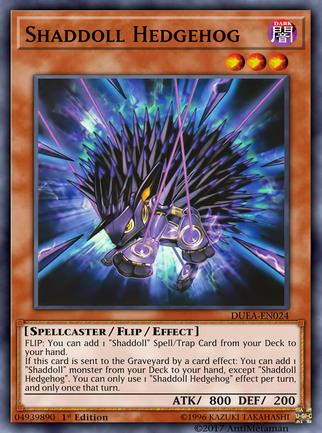 SHADDOLL HEDGEHOG
DARK
闇
DUEA-EN024
[SPELLCASTER / FLIP / EFFECT]
FLIP: You can add 1 "Shaddoll" Spell/Trap Card from your Deck to
your hand.
If this card is sent to the Graveyard by a card effect: You can add
1 "Shaddoll" monster from your Deck to your hand, except "Shaddoll
Hedgehog". You can only use 1 "Shaddoll Hedgehog" effect per turn,
and only once that turn.
ATK/ 800 DEF/ 200
04939890 1st Edition ©1996 KAZUKI TAKAHASHI
©2017 AntiMetaman